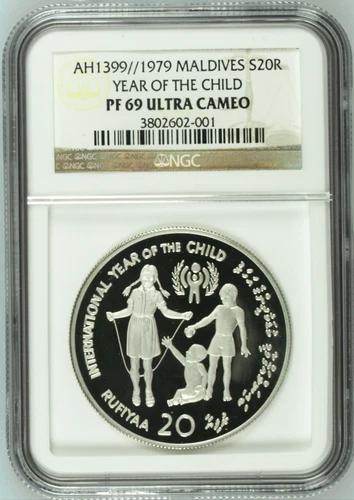 AH1399//1979 MALDIVES S20R
YEAR OF THE CHILD
PF 69 ULTRA CAMEO
3802602-001
NGC
INTERNATIONAL YEAR OF THE CHILD
RUFIYAA
20